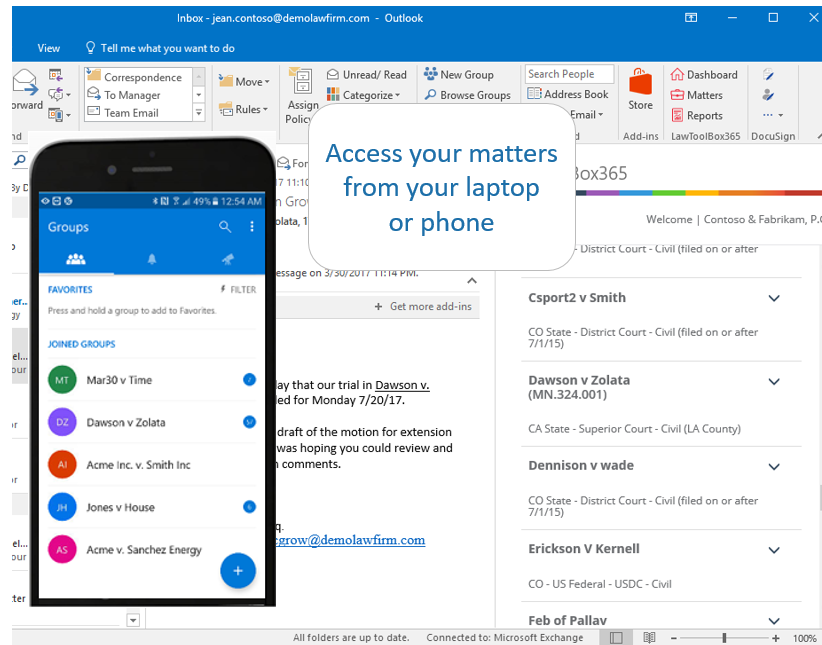 Inbox - jean.contoso@demolawfirm.com - Outlook
View
Tell me what you want to do
Correspondence
To Manager
Team Email
Move
Rules
Assign
Policy
Unread/ Read
Categorize
New Group
Browse Groups
Search People
Address Book
Email
Store
Add-ins
Dashboard
Matters
Reports
LawToolBox365
DocuSign
Access your matters
from your laptop
or phone
49% 12:54 AM
Groups
FAVORITES
FILTER
Press and hold a group to add to Favorites.
JOINED GROUPS
MT Mar30 v Time
DZ Dawson v Zolata
AI Acme Inc. v. Smith Inc
JH Jones v House
AS Acme v. Sanchez Energy
essage on 3/30/2017 11:14 PM.
+ Get more add-ins
lay that our trial in Dawson v.
led for Monday 7/20/17.
draft of the motion for extension
was hoping you could review and
comments.
cgrow@demolawfirm.com
ox365
Welcome | Contoso & Fabrikam, P.C
- District Court - Civil (filed on or after
Csport2 v Smith
CO State - District Court - Civil (filed on or after
7/1/15)
Dawson v Zolata
(MN.324.001)
CA State - Superior Court - Civil (LA County)
Dennison v wade
CO State - District Court - Civil (filed on or after
7/1/15)
Erickson V Kernell
CO - US Federal - USDC - Civil
Feb of Pallav
All folders are up to date.
Connected to: Microsoft Exchange
100%